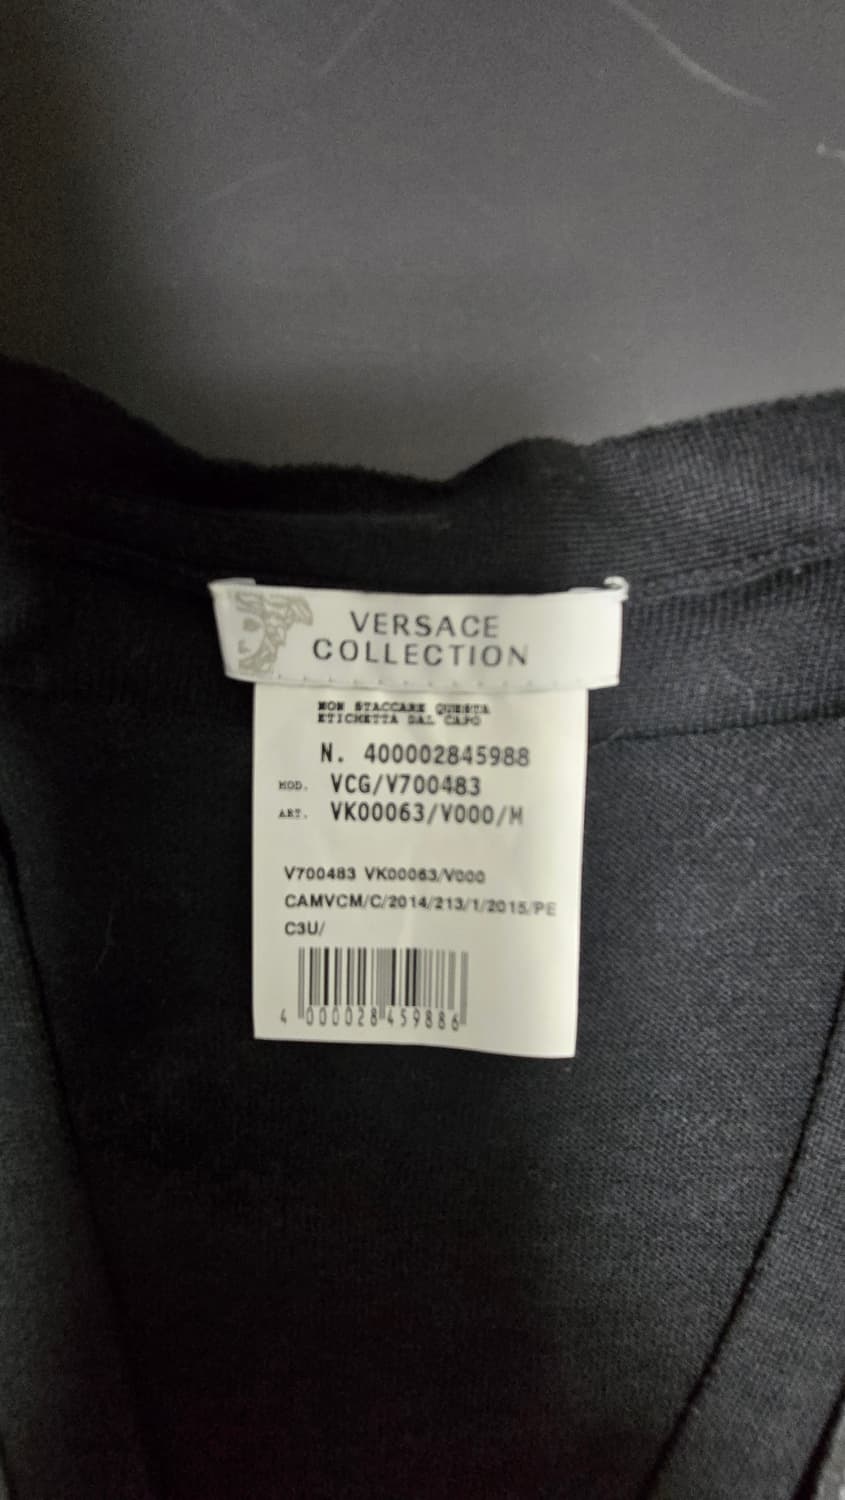 VERSACE
COLLECTION
NON STACCARE QUESTA
ETICHETTA DAL CAPO
N. 400002845988
MOD. VCG/V700483
ART. VK00063/V000/M
V700483 VK00063/V000
CAMVCM/C/2014/213/1/2015/PE
C3U/
4 000028 459886